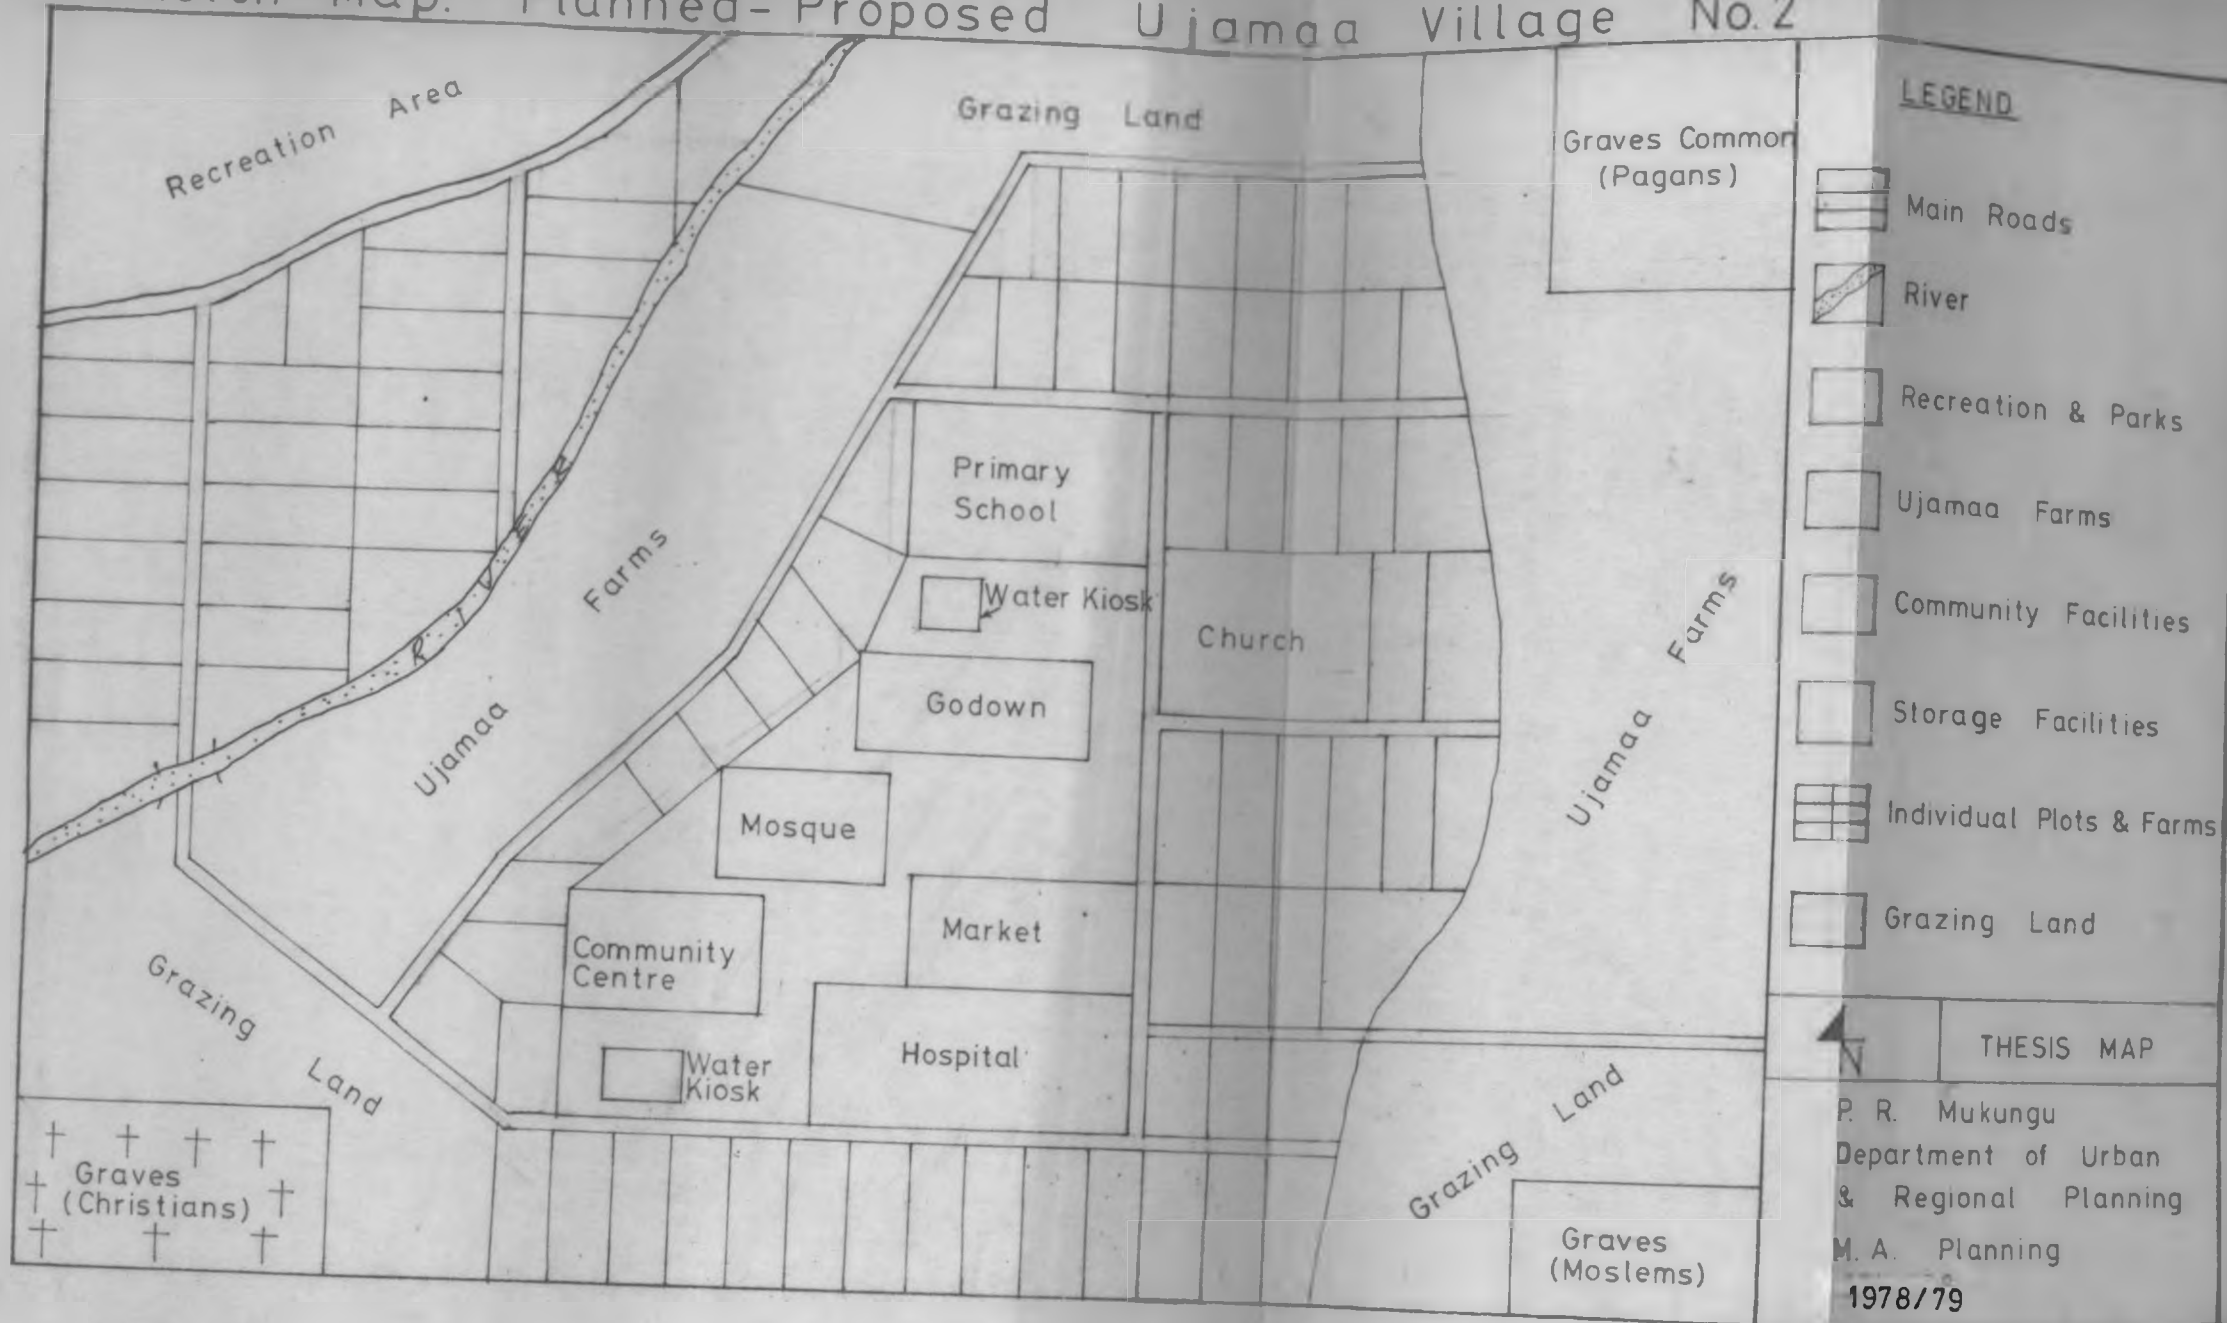 Map: Planned-Proposed Ujamaa Village No. 2
Recreation Area
Grazing Land
Graves Common
(Pagans)
Primary
School
Water Kiosk
Church
Godown
Farms
Ujamaa
RIVER
Ujamaa Farms
Mosque
Market
Community
Centre
Hospital
Water
Kiosk
Grazing Land
Graves
(Christians)
Grazing Land
Graves
(Moslems)
LEGEND
Main Roads
River
Recreation & Parks
Ujamaa Farms
Community Facilities
Storage Facilities
Individual Plots & Farms
Grazing Land
N
THESIS MAP
P. R. Mukungu
Department of Urban
& Regional Planning
M. A. Planning
1978/79